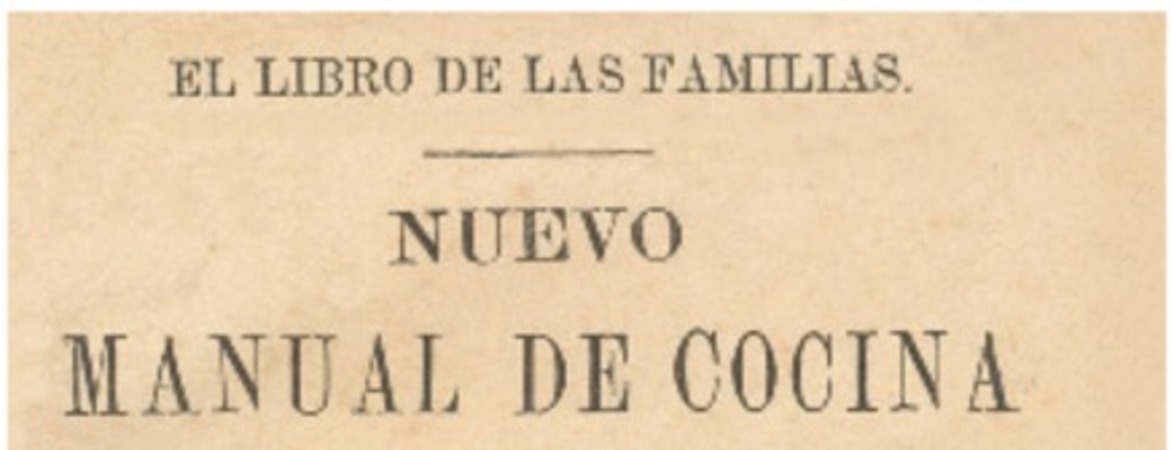 EL LIBRO DE LAS FAMILIAS.
NUEVO
MANUAL DE COCINA